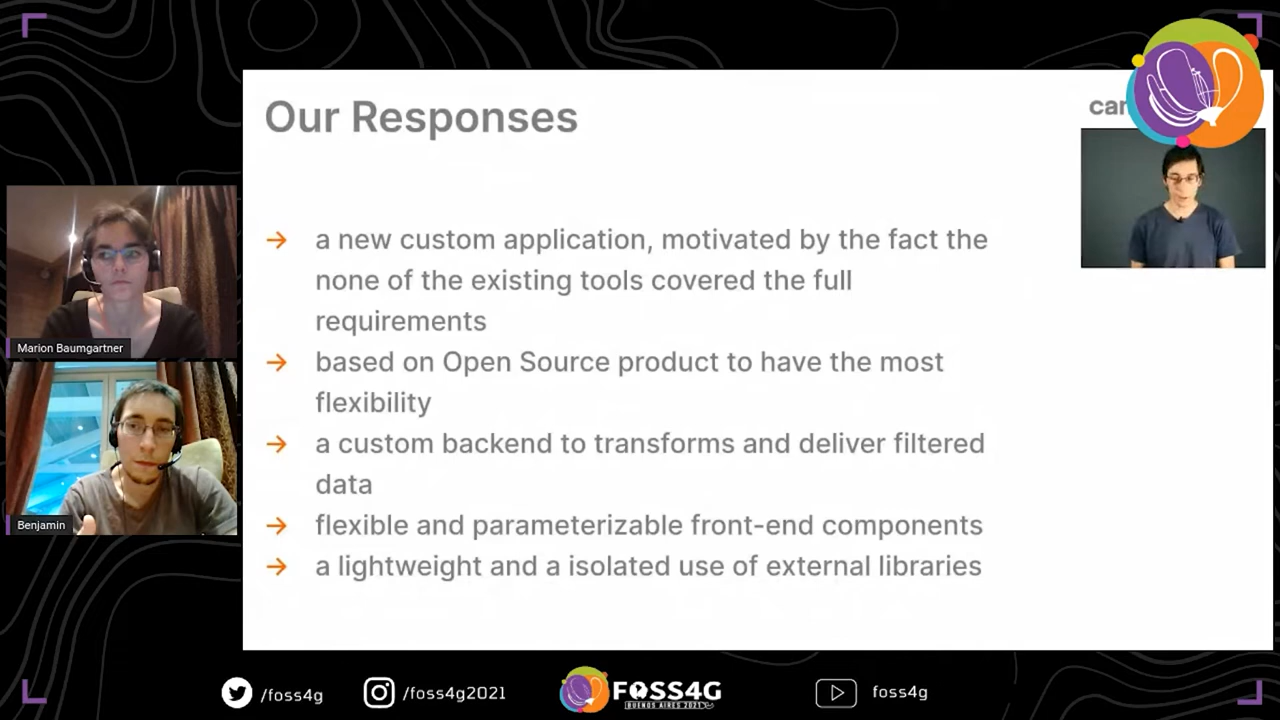 Our Responses
→ a new custom application, motivated by the fact the
none of the existing tools covered the full
requirements
→ based on Open Source product to have the most
flexibility
→ a custom backend to transforms and deliver filtered
data
→ flexible and parameterizable front-end components
→ a lightweight and a isolated use of external libraries
Marion Baumgartner
Benjamin
/foss4g
/foss4g2021
FOSS4G
BUENOS AIRES 2021
foss4g